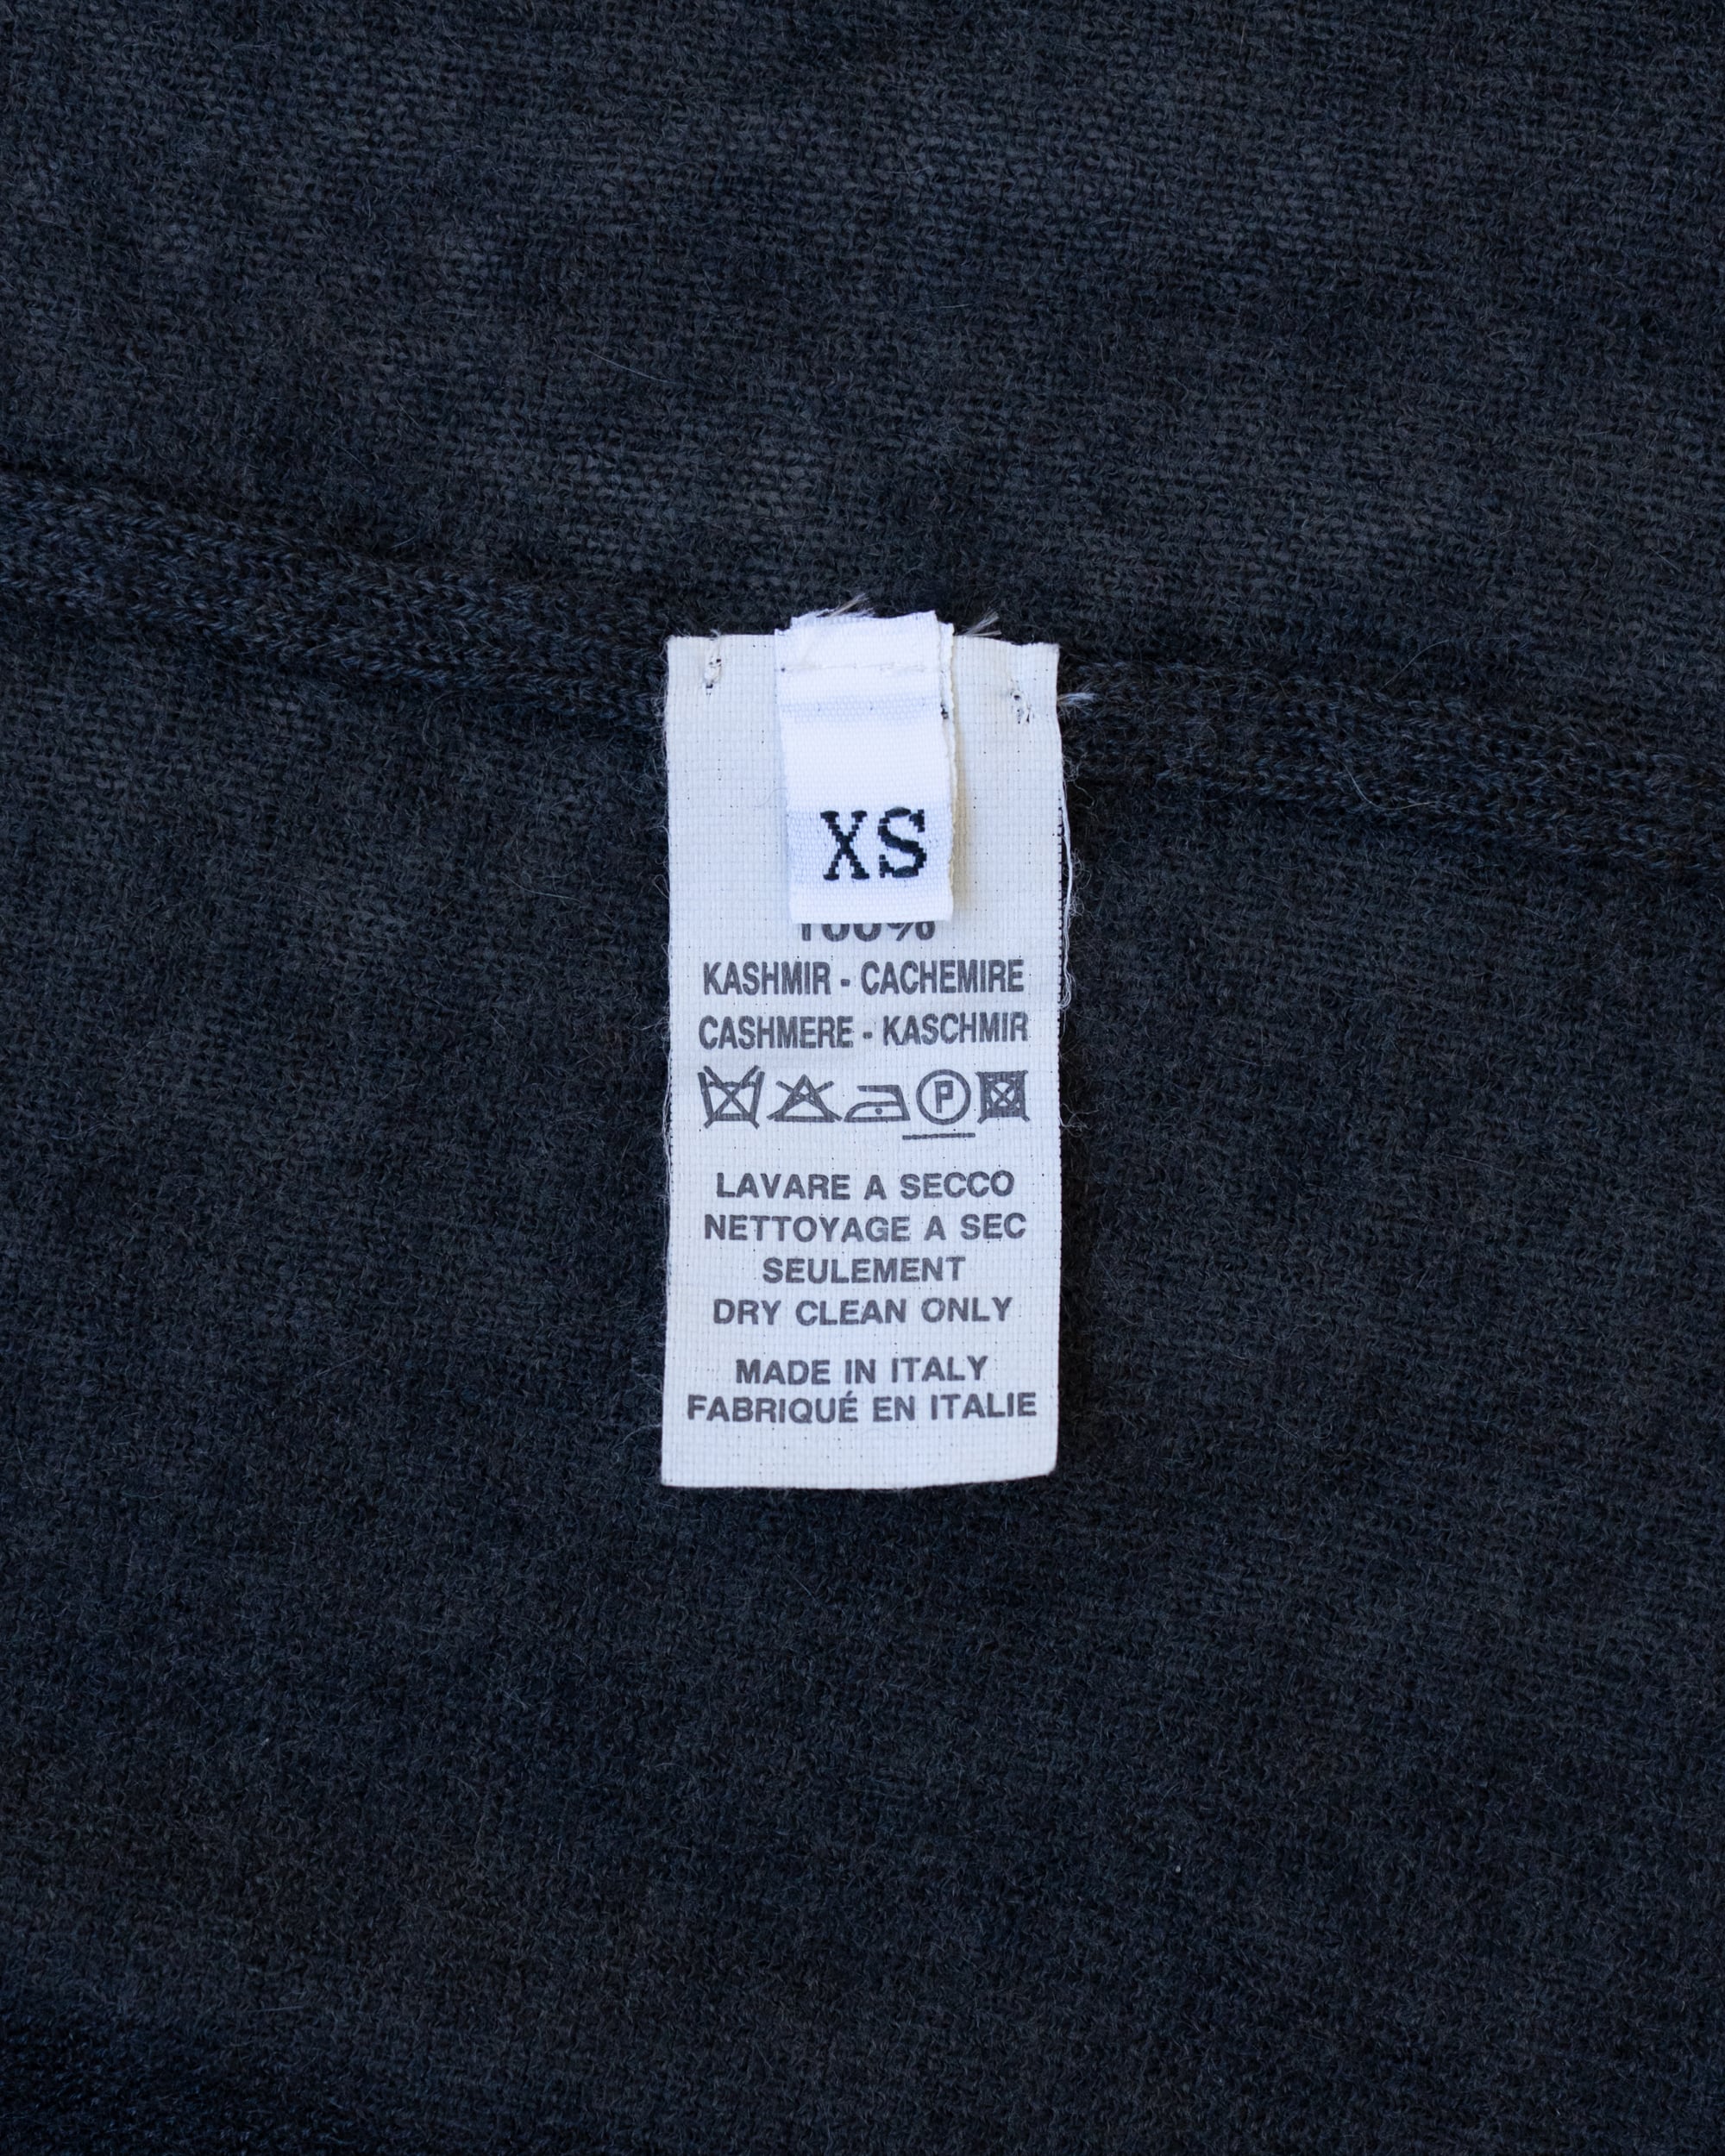 XS
100%
KASHMIR - CACHEMIRE
CASHMERE - KASCHMIR
P
LAVARE A SECCO
NETTOYAGE A SEC
SEULEMENT
DRY CLEAN ONLY
MADE IN ITALY
FABRIQUÉ EN ITALIE